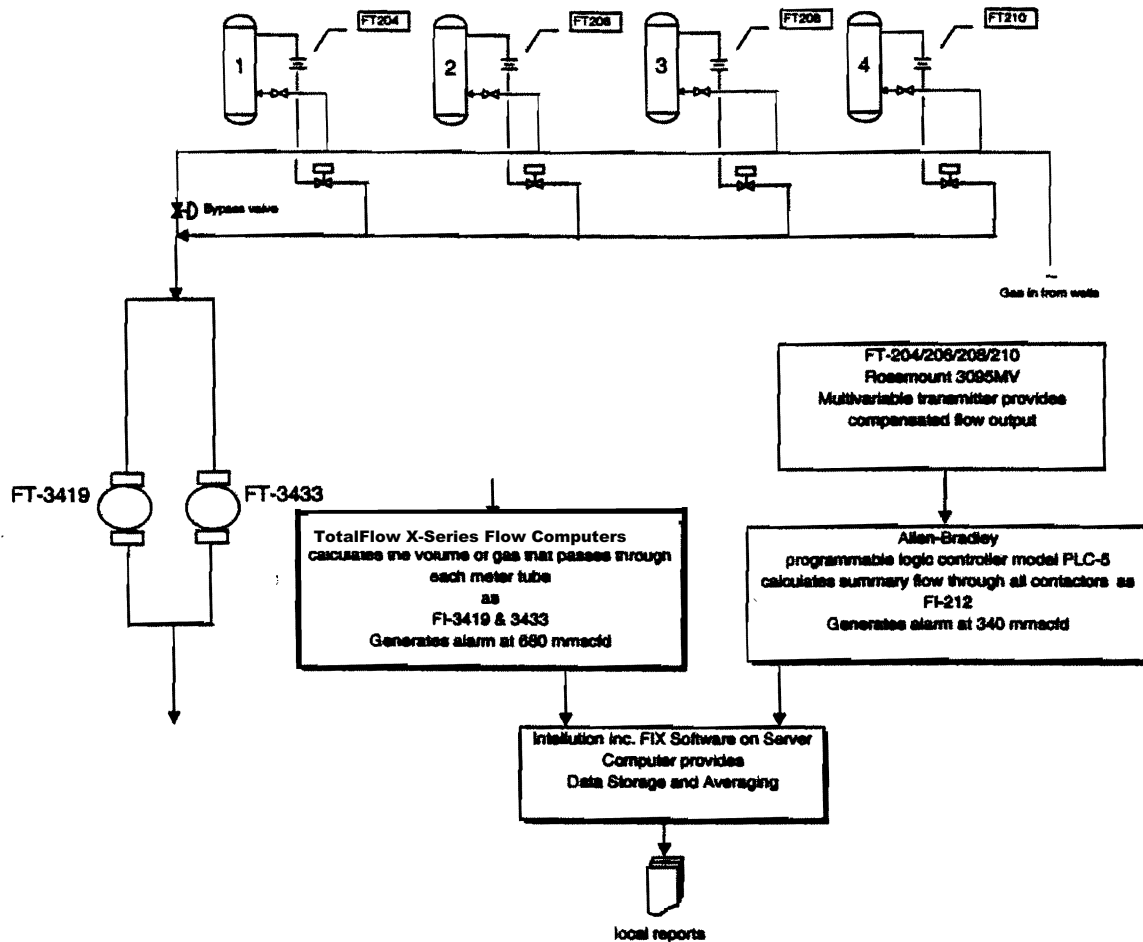 FT204
FT206
FT208
FT210
1
2
3
4
Bypass valve
Gas in from wells
FT-3419
FT-3433
TotalFlow X-Series Flow Computers
calculates the volume of gas that passes through
each meter tube
as
FI-3419 & 3433
Generates alarm at 680 mmscfd
FT-204/206/208/210
Rosemount 3095MV
Multivariable transmitter provides
compensated flow output
Allen-Bradley
programmable logic controller model PLC-5
calculates summary flow through all contactors as
FI-212
Generates alarm at 340 mmscfd
Intellution Inc. FIX Software on Server
Computer provides
Data Storage and Averaging
local reports